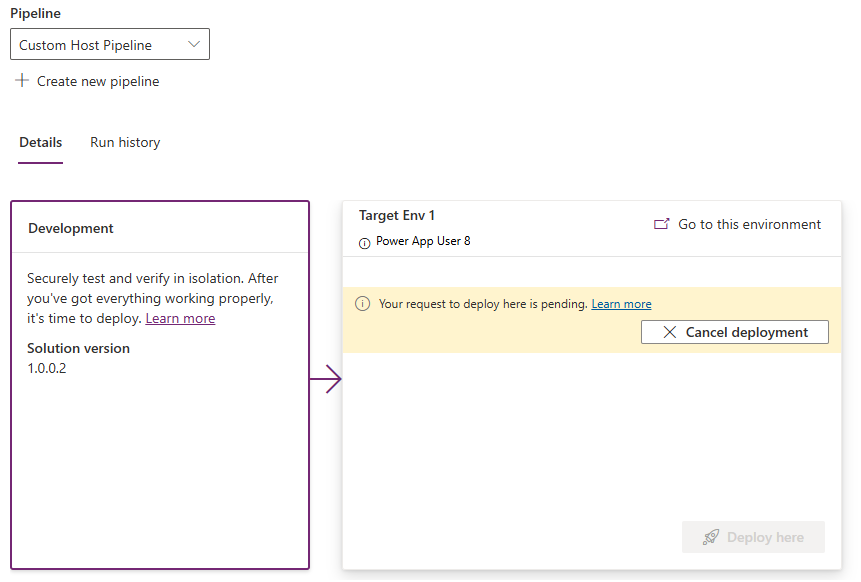 Pipeline
Custom Host Pipeline
Create new pipeline
Details
Run history
Development
Securely test and verify in isolation. After
you've got everything working properly,
it's time to deploy. Learn more
Solution version
1.0.0.2
Target Env 1
Power App User 8
Go to this environment
Your request to deploy here is pending. Learn more
Cancel deployment
Deploy here